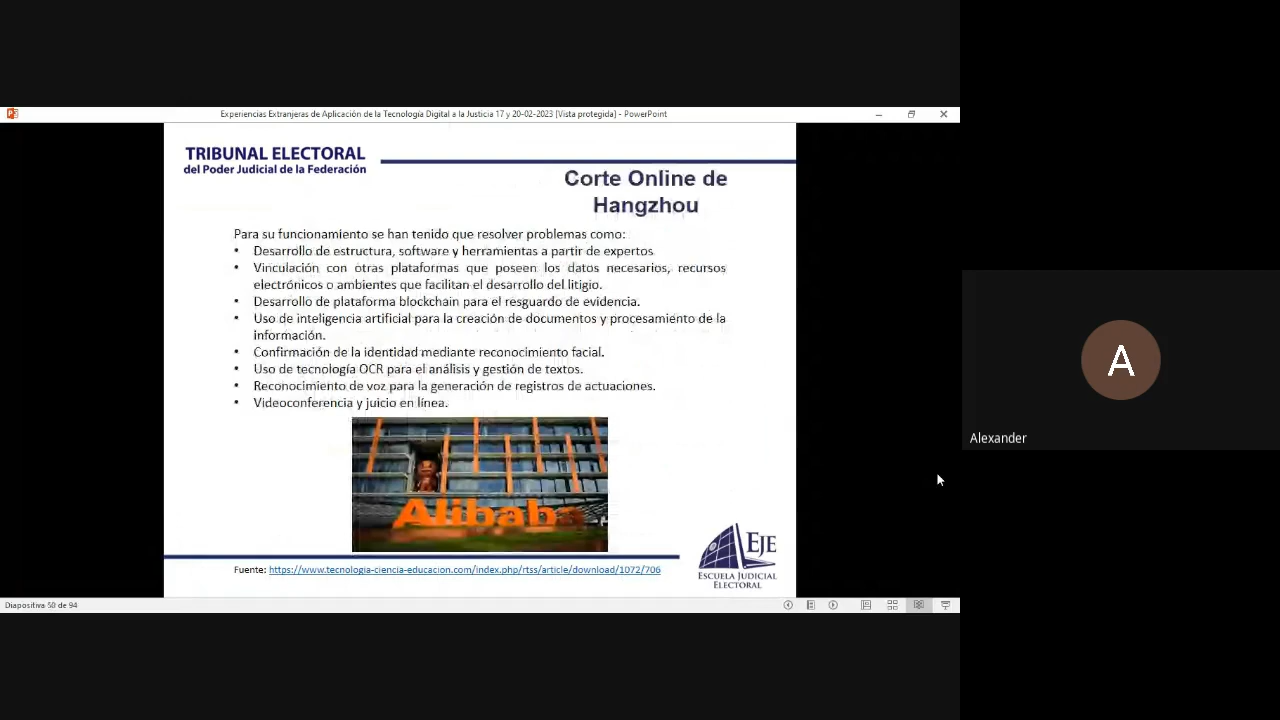 Experiencias Extranjeras de Aplicación de la Tecnología Digital a la Justicia 17 y 20-02-2023 [Vista protegida] - PowerPoint
TRIBUNAL ELECTORAL
del Poder Judicial de la Federación
Corte Online de
Hangzhou
Para su funcionamiento se han tenido que resolver problemas como:
• Desarrollo de estructura, software y herramientas a partir de expertos
• Vinculación con otras plataformas que poseen los datos necesarios, recursos
electrónicos o ambientes que facilitan el desarrollo del litigio.
• Desarrollo de plataforma blockchain para el resguardo de evidencia.
• Uso de inteligencia artificial para la creación de documentos y procesamiento de la
información.
• Confirmación de la identidad mediante reconocimiento facial.
• Uso de tecnología OCR para el análisis y gestión de textos.
• Reconocimiento de voz para la generación de registros de actuaciones.
• Videoconferencia y juicio en línea.
Alibaba
Fuente: https://www.tecnologia-ciencia-educacion.com/index.php/rtss/article/download/1072/706
EJE
ESCUELA JUDICIAL
ELECTORAL
Diapositiva 50 de 94
A
Alexander